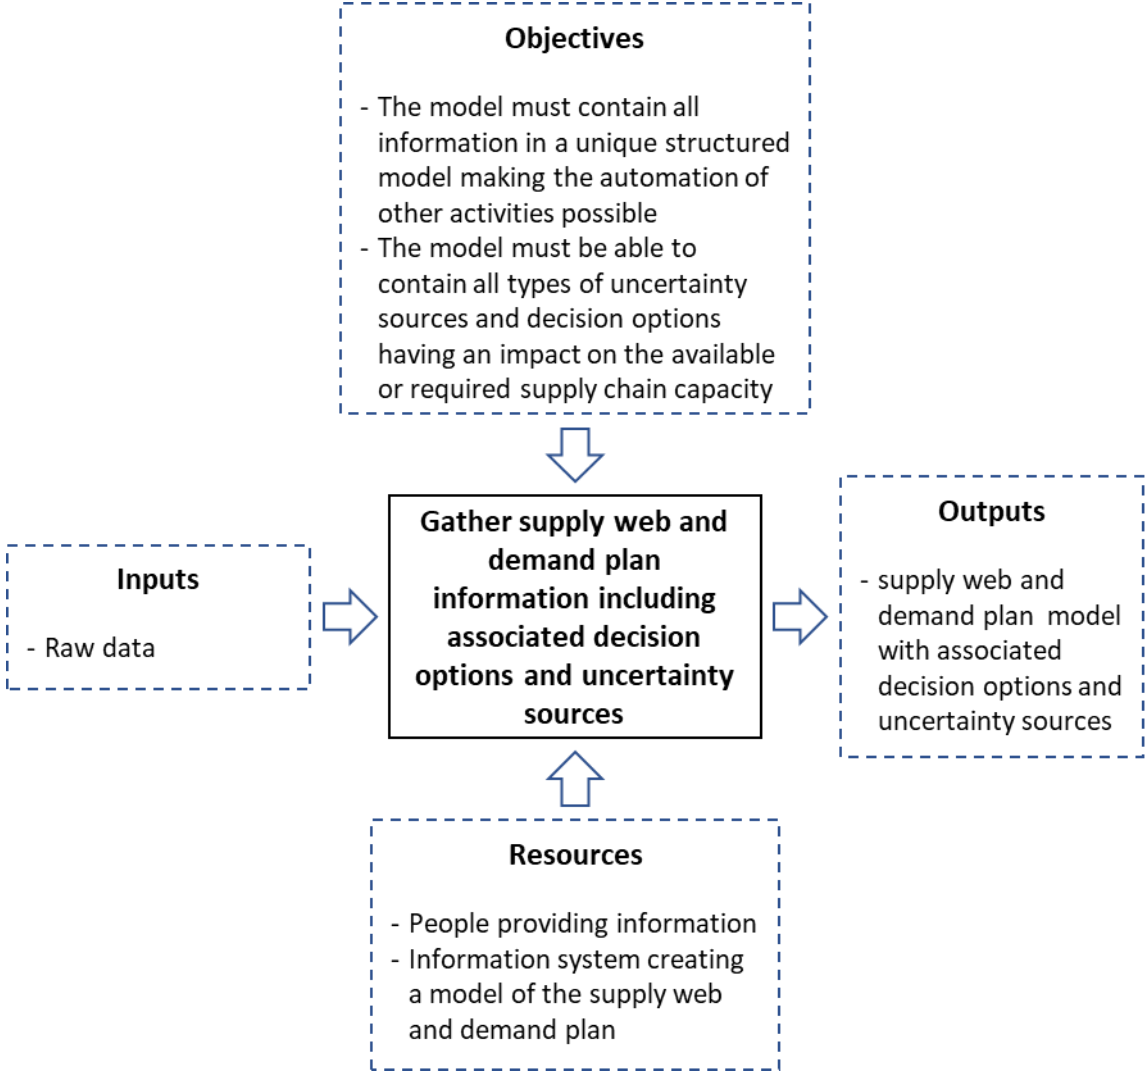 Objectives
- The model must contain all
information in a unique structured
model making the automation of
other activities possible
- The model must be able to
contain all types of uncertainty
sources and decision options
having an impact on the available
or required supply chain capacity
Inputs
- Raw data
Gather supply web and
demand plan
information including
associated decision
options and uncertainty
sources
Outputs
- supply web and
demand plan model
with associated
decision options and
uncertainty sources
Resources
- People providing information
- Information system creating
a model of the supply web
and demand plan